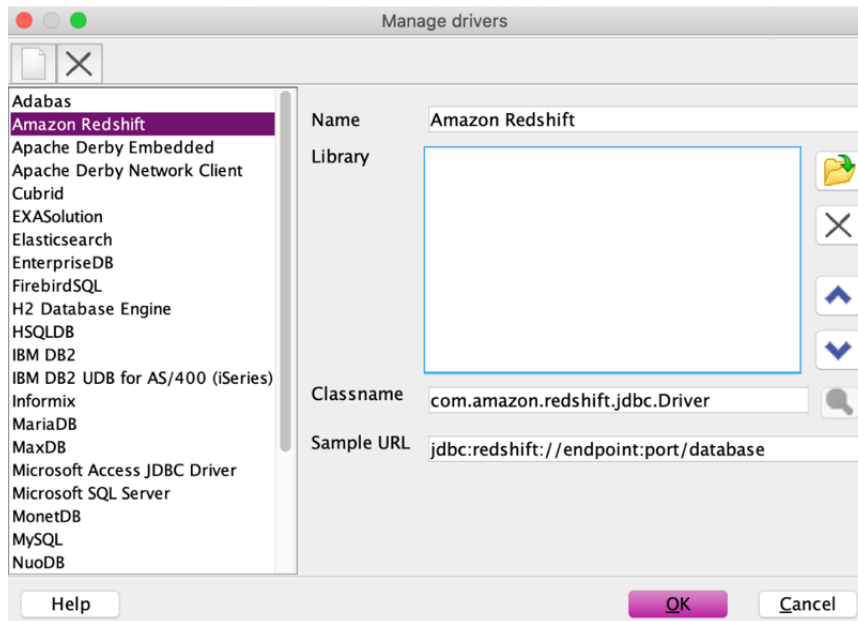 Manage drivers
Adabas
Amazon Redshift
Apache Derby Embedded
Apache Derby Network Client
Cubrid
EXASolution
Elasticsearch
EnterpriseDB
FirebirdSQL
H2 Database Engine
HSQLDB
IBM DB2
IBM DB2 UDB for AS/400 (iSeries)
Informix
MariaDB
MaxDB
Microsoft Access JDBC Driver
Microsoft SQL Server
MonetDB
MySQL
NuoDB
Name Amazon Redshift
Library
Classname com.amazon.redshift.jdbc.Driver
Sample URL jdbc:redshift://endpoint:port/database
Help OK Cancel